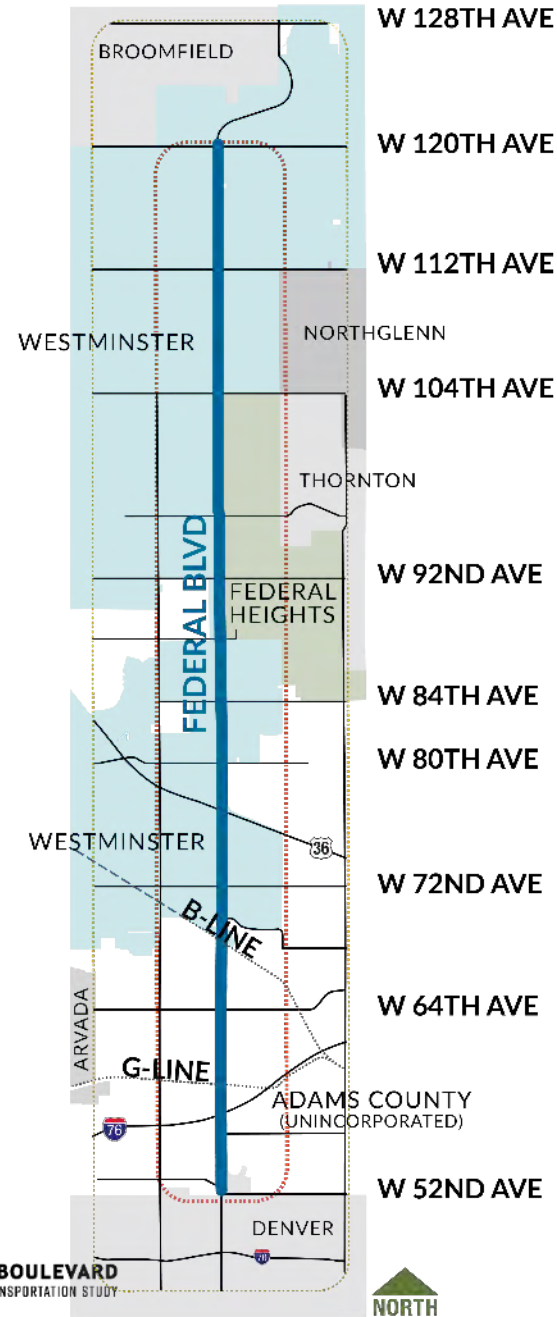 W 128TH AVE
BROOMFIELD
W 120TH AVE
W 112TH AVE
WESTMINSTER
NORTHGLENN
W 104TH AVE
THORNTON
FEDERAL BLVD
W 92ND AVE
FEDERAL
HEIGHTS
W 84TH AVE
W 80TH AVE
WESTMINSTER
36
W 72ND AVE
B-LINE
ARVADA
W 64TH AVE
G-LINE
ADAMS COUNTY
(UNINCORPORATED)
76
W 52ND AVE
DENVER
BOULEVARD
NSPORTATION STUDY
NORTH